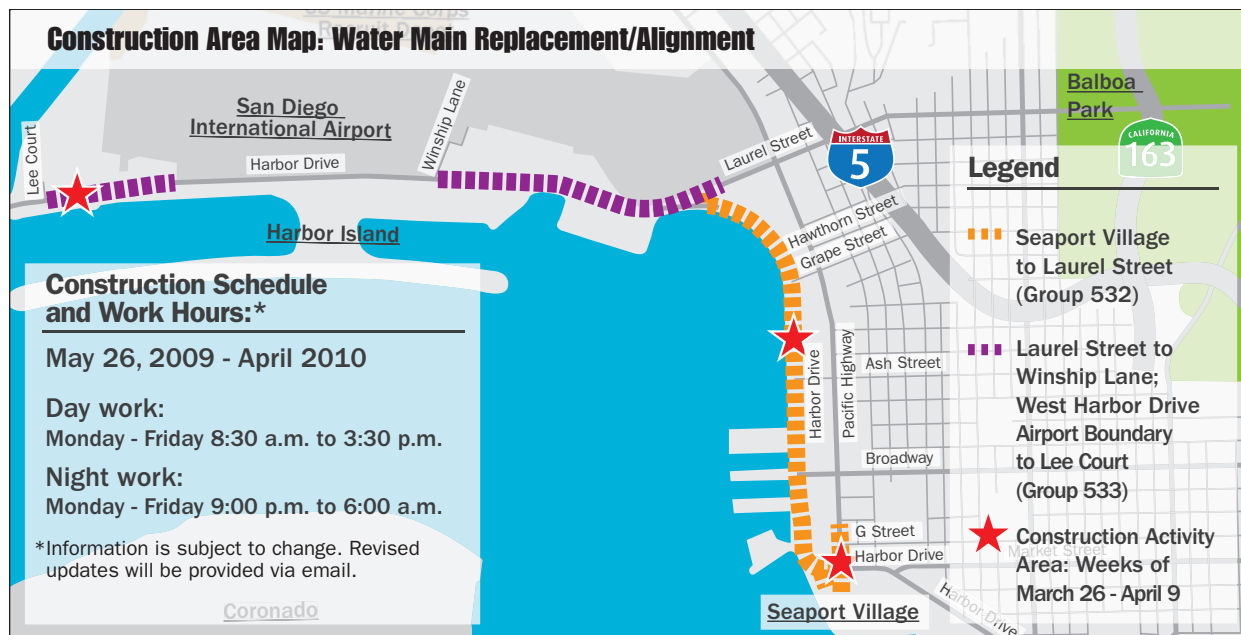 Construction Area Map: Water Main Replacement/Alignment
Balboa
Park
San Diego
International Airport
Winship Lane
Lee Court
Harbor Drive
Laurel Street
INTERSTATE
5
CALIFORNIA
163
Harbor Island
Hawthorn Street
Grape Street
Harbor Drive
Pacific Highway
Ash Street
Broadway
G Street
Harbor Drive
Harbor Drive
Market Street
Seaport Village
Coronado
Construction Schedule
and Work Hours:*
May 26, 2009 - April 2010
Day work:
Monday - Friday 8:30 a.m. to 3:30 p.m.
Night work:
Monday - Friday 9:00 p.m. to 6:00 a.m.
*Information is subject to change. Revised
updates will be provided via email.
Legend
Seaport Village
to Laurel Street
(Group 532)
Laurel Street to
Winship Lane;
West Harbor Drive
Airport Boundary
to Lee Court
(Group 533)
Construction Activity
Area: Weeks of
March 26 - April 9